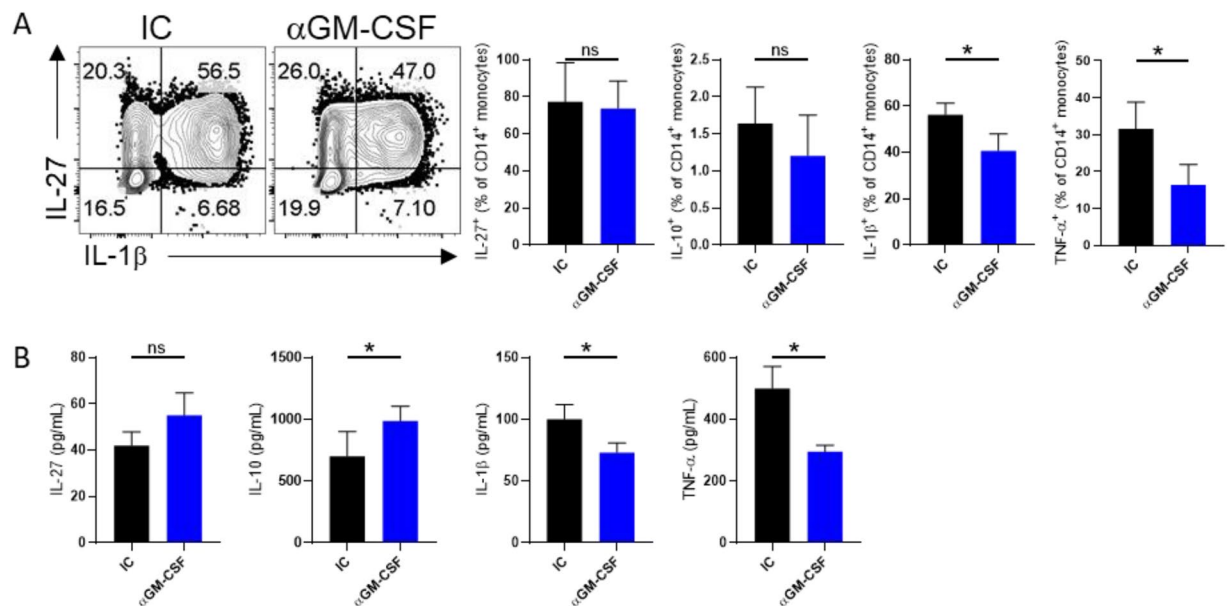 A
IC
αGM-CSF
20.3
56.5
26.0
47.0
16.5
6.68
19.9
7.10
IL-27
IL-1β
IL-27⁺ (% of CD14⁺ monocytes)
100
80
60
40
20
0
ns
IC
αGM-CSF
IL-10⁺ (% of CD14⁺ monocytes)
2.5
2.0
1.5
1.0
0.5
0.0
ns
IC
αGM-CSF
IL-1β⁺ (% of CD14⁺ monocytes)
80
60
40
20
0
*
IC
αGM-CSF
TNF-α⁺ (% of CD14⁺ monocytes)
50
40
30
20
10
0
*
IC
αGM-CSF
B
IL-27 (pg/mL)
80
60
40
20
0
ns
IC
αGM-CSF
IL-10 (pg/mL)
1500
1000
500
0
*
IC
αGM-CSF
IL-1β (pg/mL)
150
100
50
0
*
IC
αGM-CSF
TNF-α (pg/mL)
600
400
200
0
*
IC
αGM-CSF